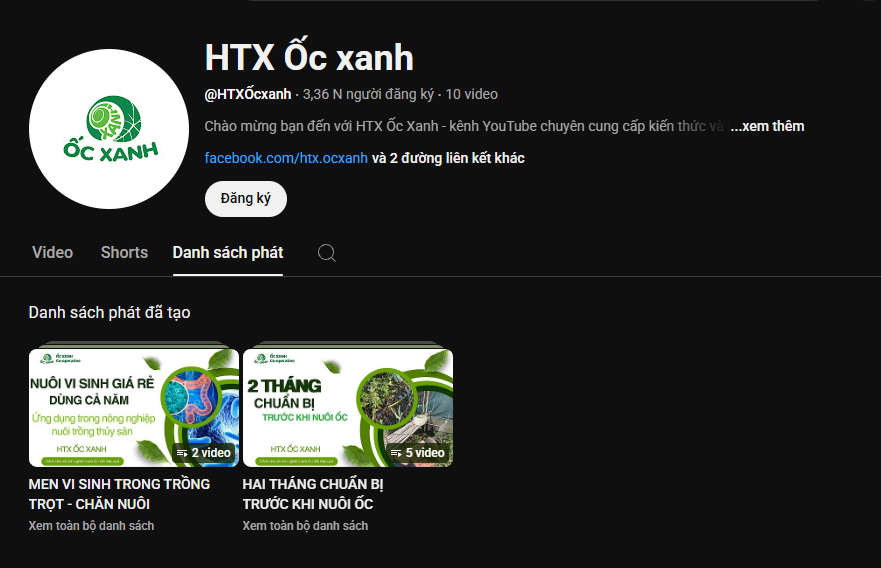 HTX Ốc xanh
ỐC XANH
@HTXỐcxanh · 3,36 N người đăng ký · 10 video
Chào mừng bạn đến với HTX Ốc Xanh - kênh YouTube chuyên cung cấp kiến thức và ...xem thêm
facebook.com/htx.ocxanh và 2 đường liên kết khác
Đăng ký
Video Shorts Danh sách phát
Danh sách phát đã tạo
ỐC XANH
Co-operative
NUÔI VI SINH GIÁ RẺ
DÙNG CẢ NĂM
Ứng dụng trong nông nghiệp
nuôi trồng thủy sản
HTX ỐC XANH
2 video
MEN VI SINH TRONG TRỒNG
TRỌT - CHĂN NUÔI
Xem toàn bộ danh sách
ỐC XANH
Co-operative
2 THÁNG
CHUẨN BỊ
TRƯỚC KHI NUÔI ỐC
HTX ỐC XANH
5 video
HAI THÁNG CHUẨN BỊ
TRƯỚC KHI NUÔI ỐC
Xem toàn bộ danh sách